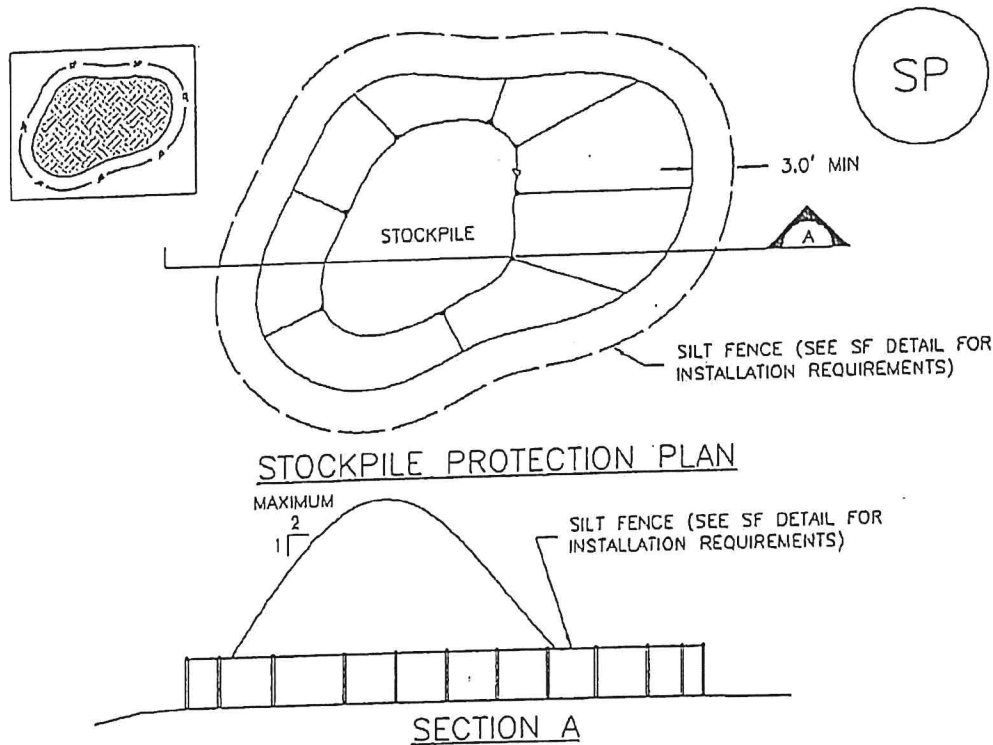 SP
3.0' MIN
A
STOCKPILE
SILT FENCE (SEE SF DETAIL FOR
INSTALLATION REQUIREMENTS)
STOCKPILE PROTECTION PLAN
MAXIMUM
2
1
SILT FENCE (SEE SF DETAIL FOR
INSTALLATION REQUIREMENTS)
SECTION A